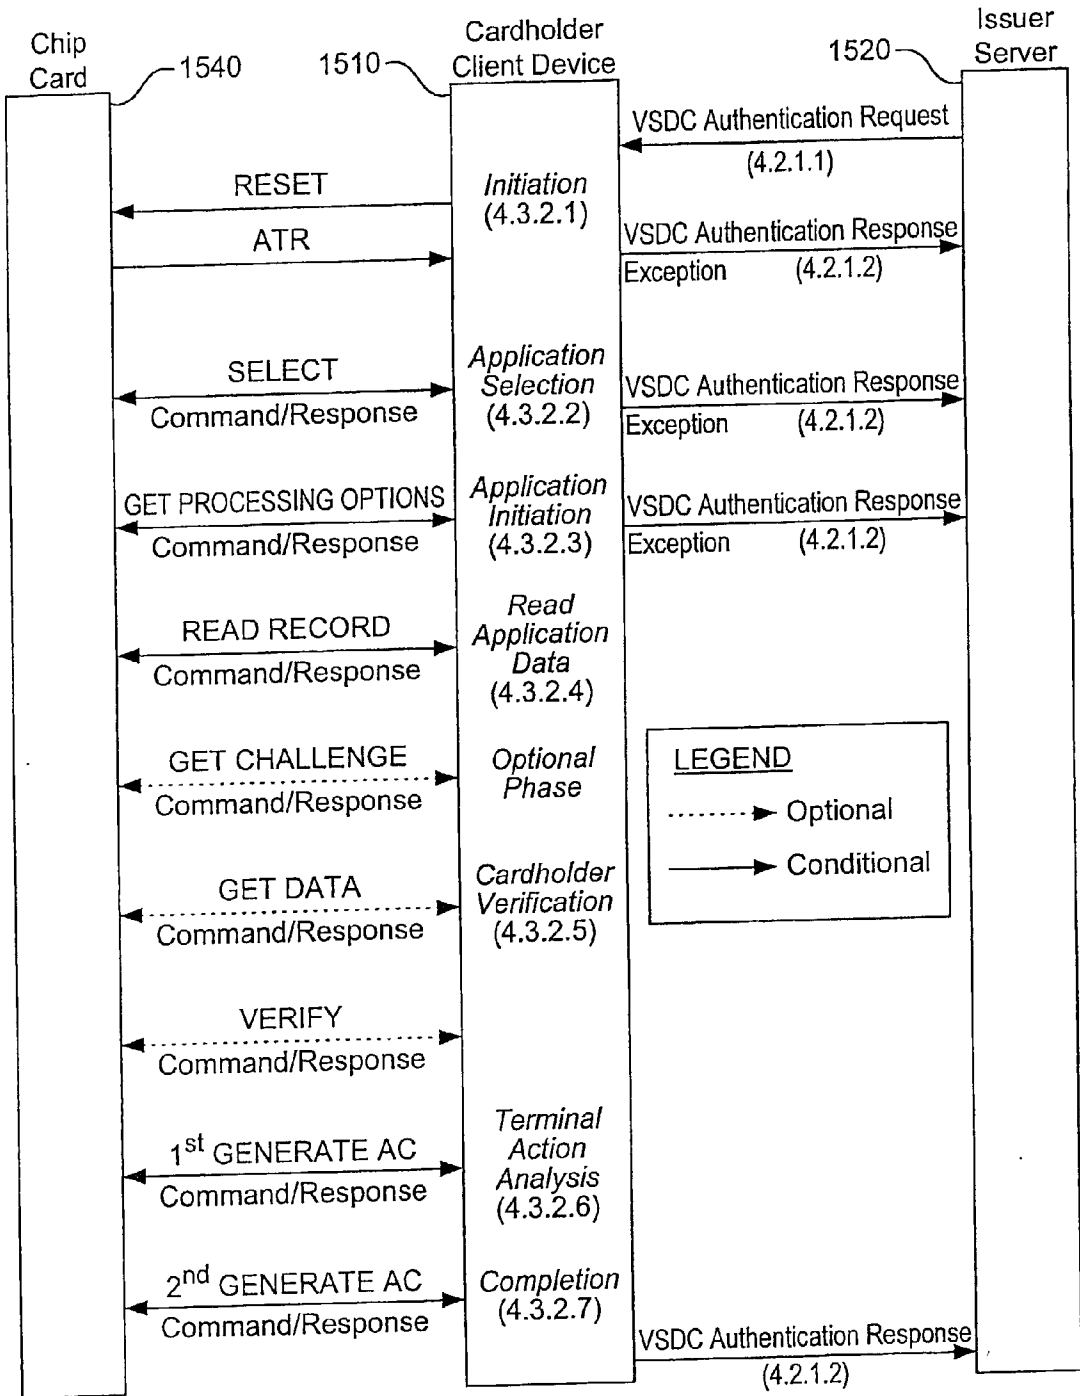 Chip
Card
1540
1510
Cardholder
Client Device
1520
Issuer
Server
VSDC Authentication Request
(4.2.1.1)
RESET
Initiation
(4.3.2.1)
ATR
VSDC Authentication Response
Exception (4.2.1.2)
SELECT
Command/Response
Application
Selection
(4.3.2.2)
VSDC Authentication Response
Exception (4.2.1.2)
GET PROCESSING OPTIONS
Command/Response
Application
Initiation
(4.3.2.3)
VSDC Authentication Response
Exception (4.2.1.2)
READ RECORD
Command/Response
Read
Application
Data
(4.3.2.4)
GET CHALLENGE
Command/Response
Optional
Phase
LEGEND
Optional
Conditional
GET DATA
Command/Response
Cardholder
Verification
(4.3.2.5)
VERIFY
Command/Response
1st GENERATE AC
Command/Response
Terminal
Action
Analysis
(4.3.2.6)
2nd GENERATE AC
Command/Response
Completion
(4.3.2.7)
VSDC Authentication Response
(4.2.1.2)